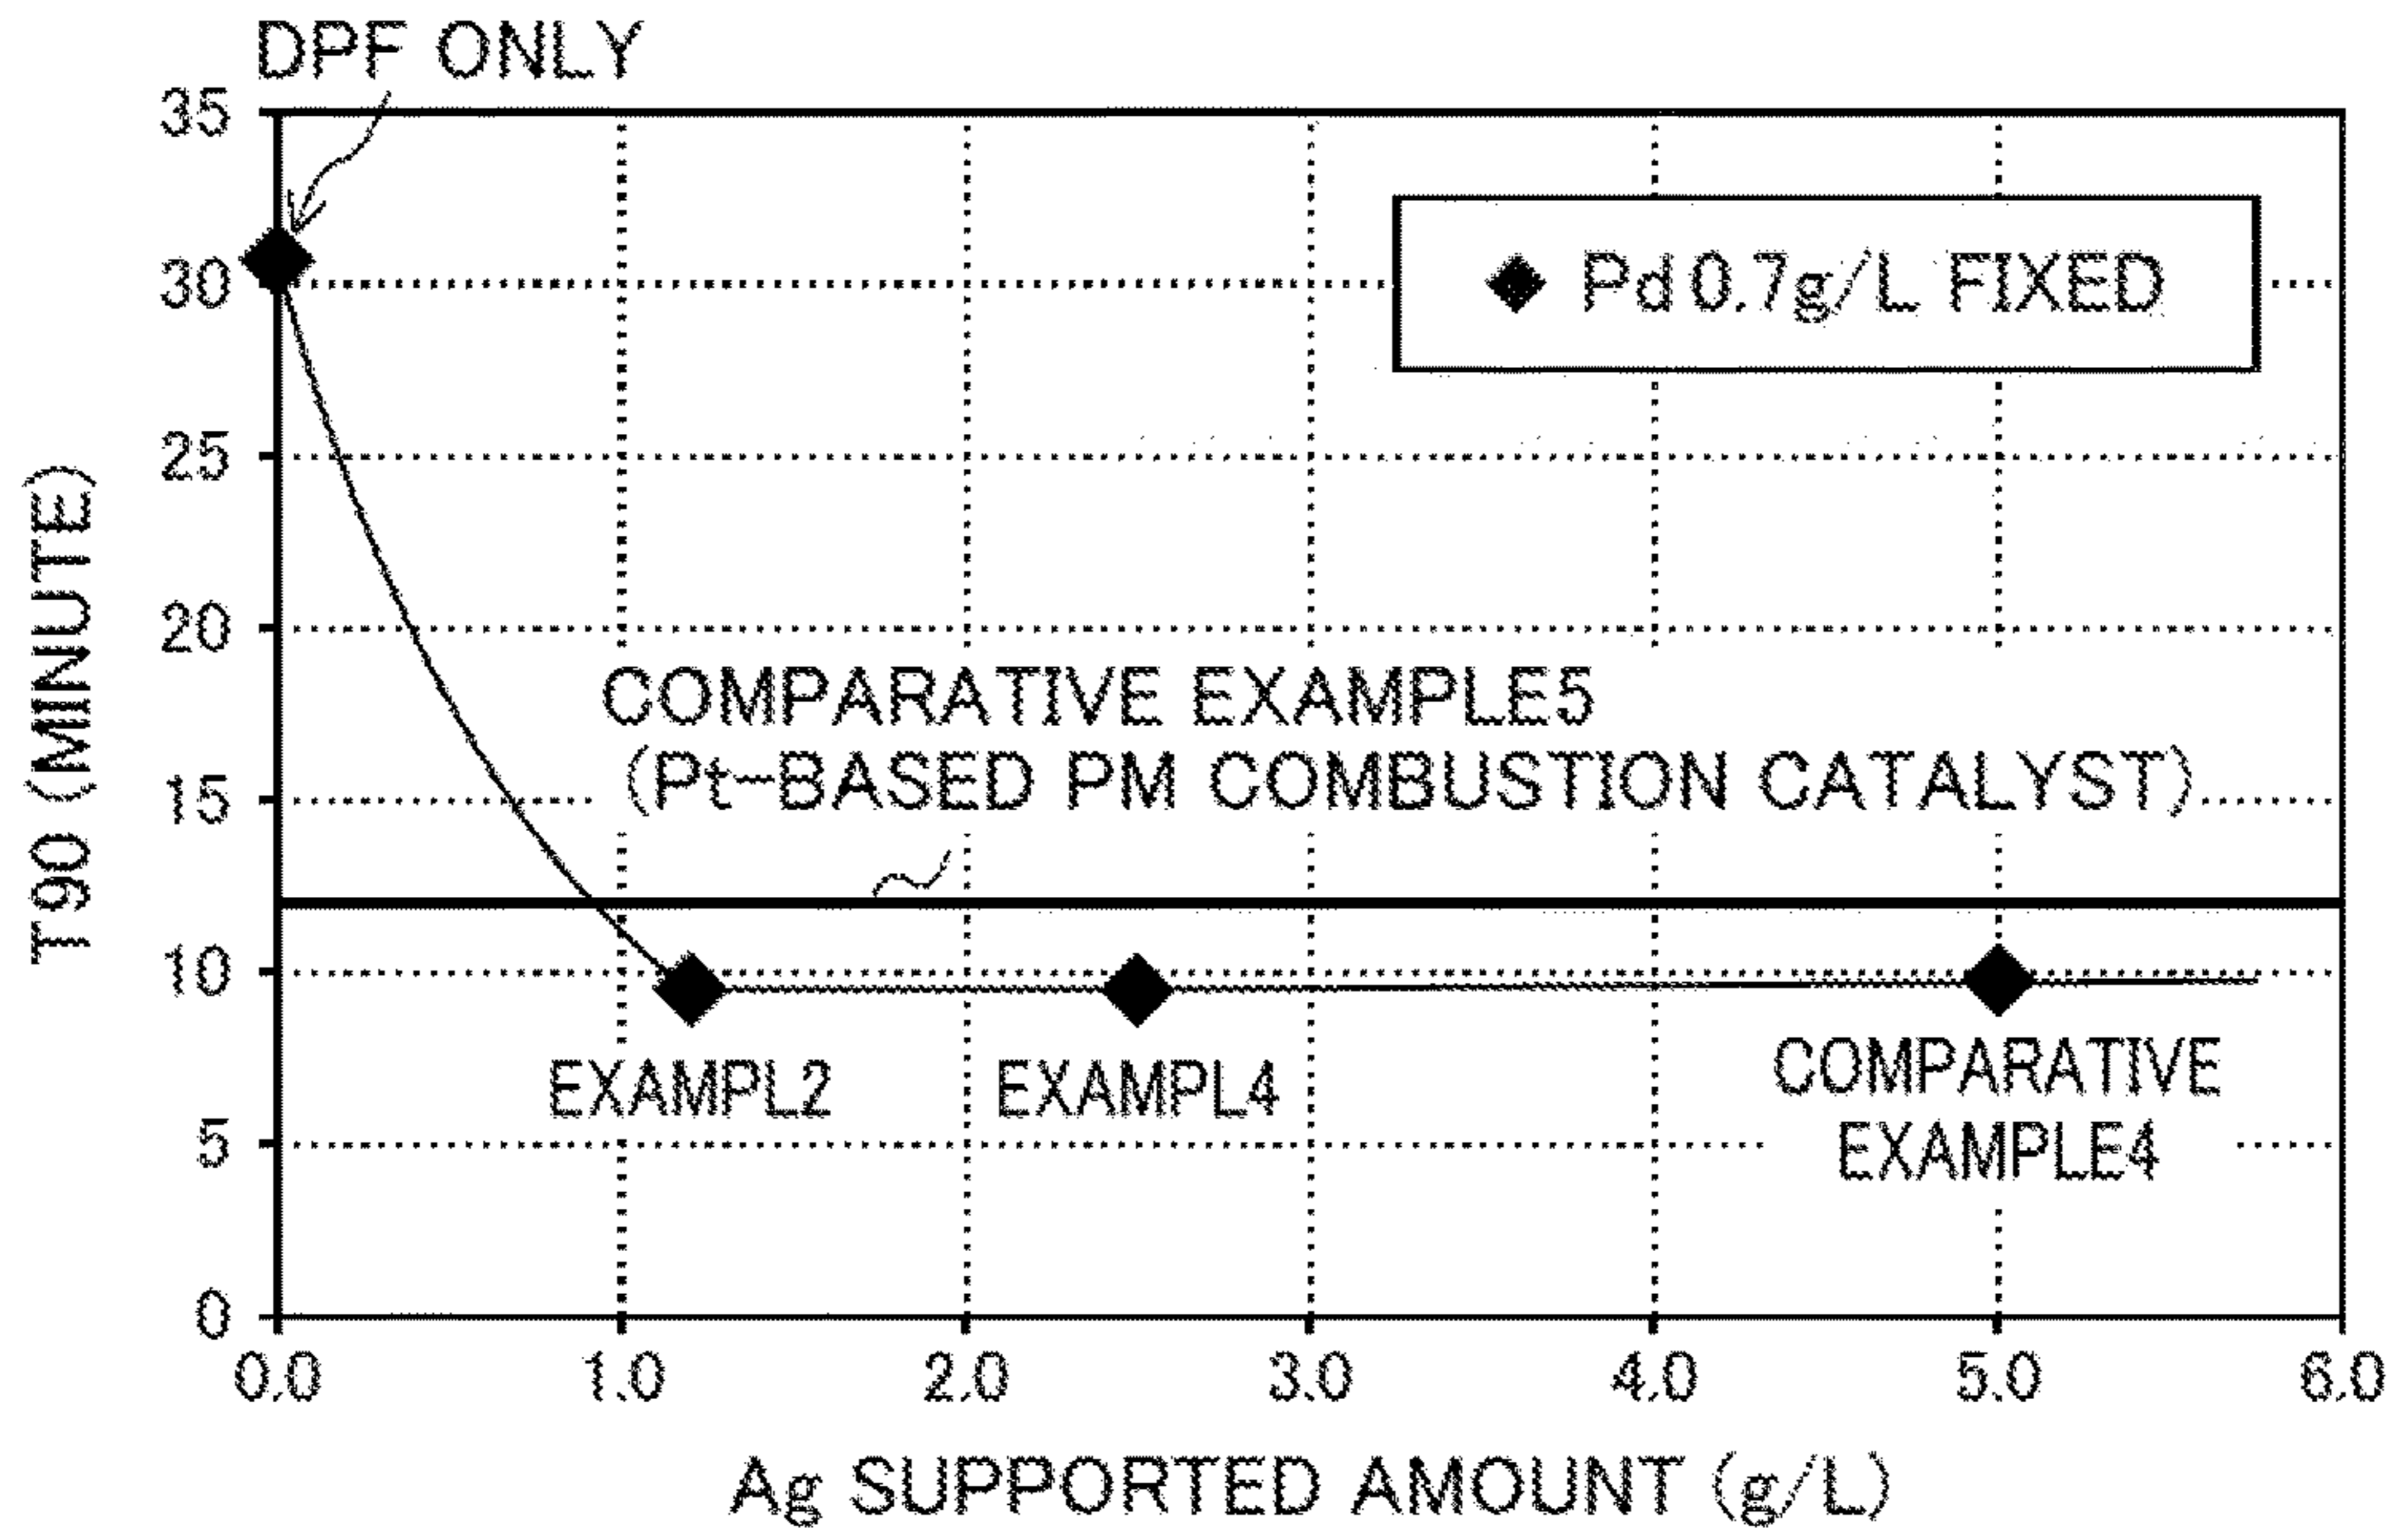 DPF ONLY
35
30
25
20
15
10
5
0
T90 (MINUTE)
Pd 0.7g/L FIXED
COMPARATIVE EXAMPLE5
(Pt-BASED PM COMBUSTION CATALYST)
EXAMPL2
EXAMPL4
COMPARATIVE
EXAMPLE4
0.0 1.0 2.0 3.0 4.0 5.0 6.0
Ag SUPPORTED AMOUNT (g/L)